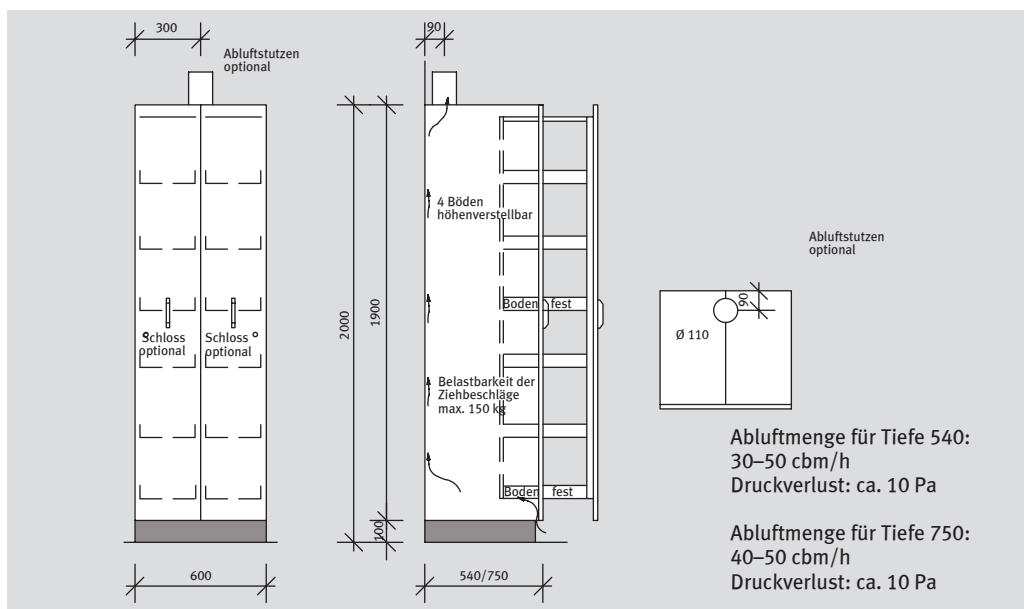 300
Abluftstutzen
optional
90
4 Böden
höhenverstellbar
2000
1900
Boden fest
Schloss
optional
Schloss
optional
Belastbarkeit der
Ziehbeschläge
max. 150 kg
Boden fest
100
600
540/750
Abluftstutzen
optional
90
Ø 110
Abluftmenge für Tiefe 540:
30–50 cbm/h
Druckverlust: ca. 10 Pa
Abluftmenge für Tiefe 750:
40–50 cbm/h
Druckverlust: ca. 10 Pa